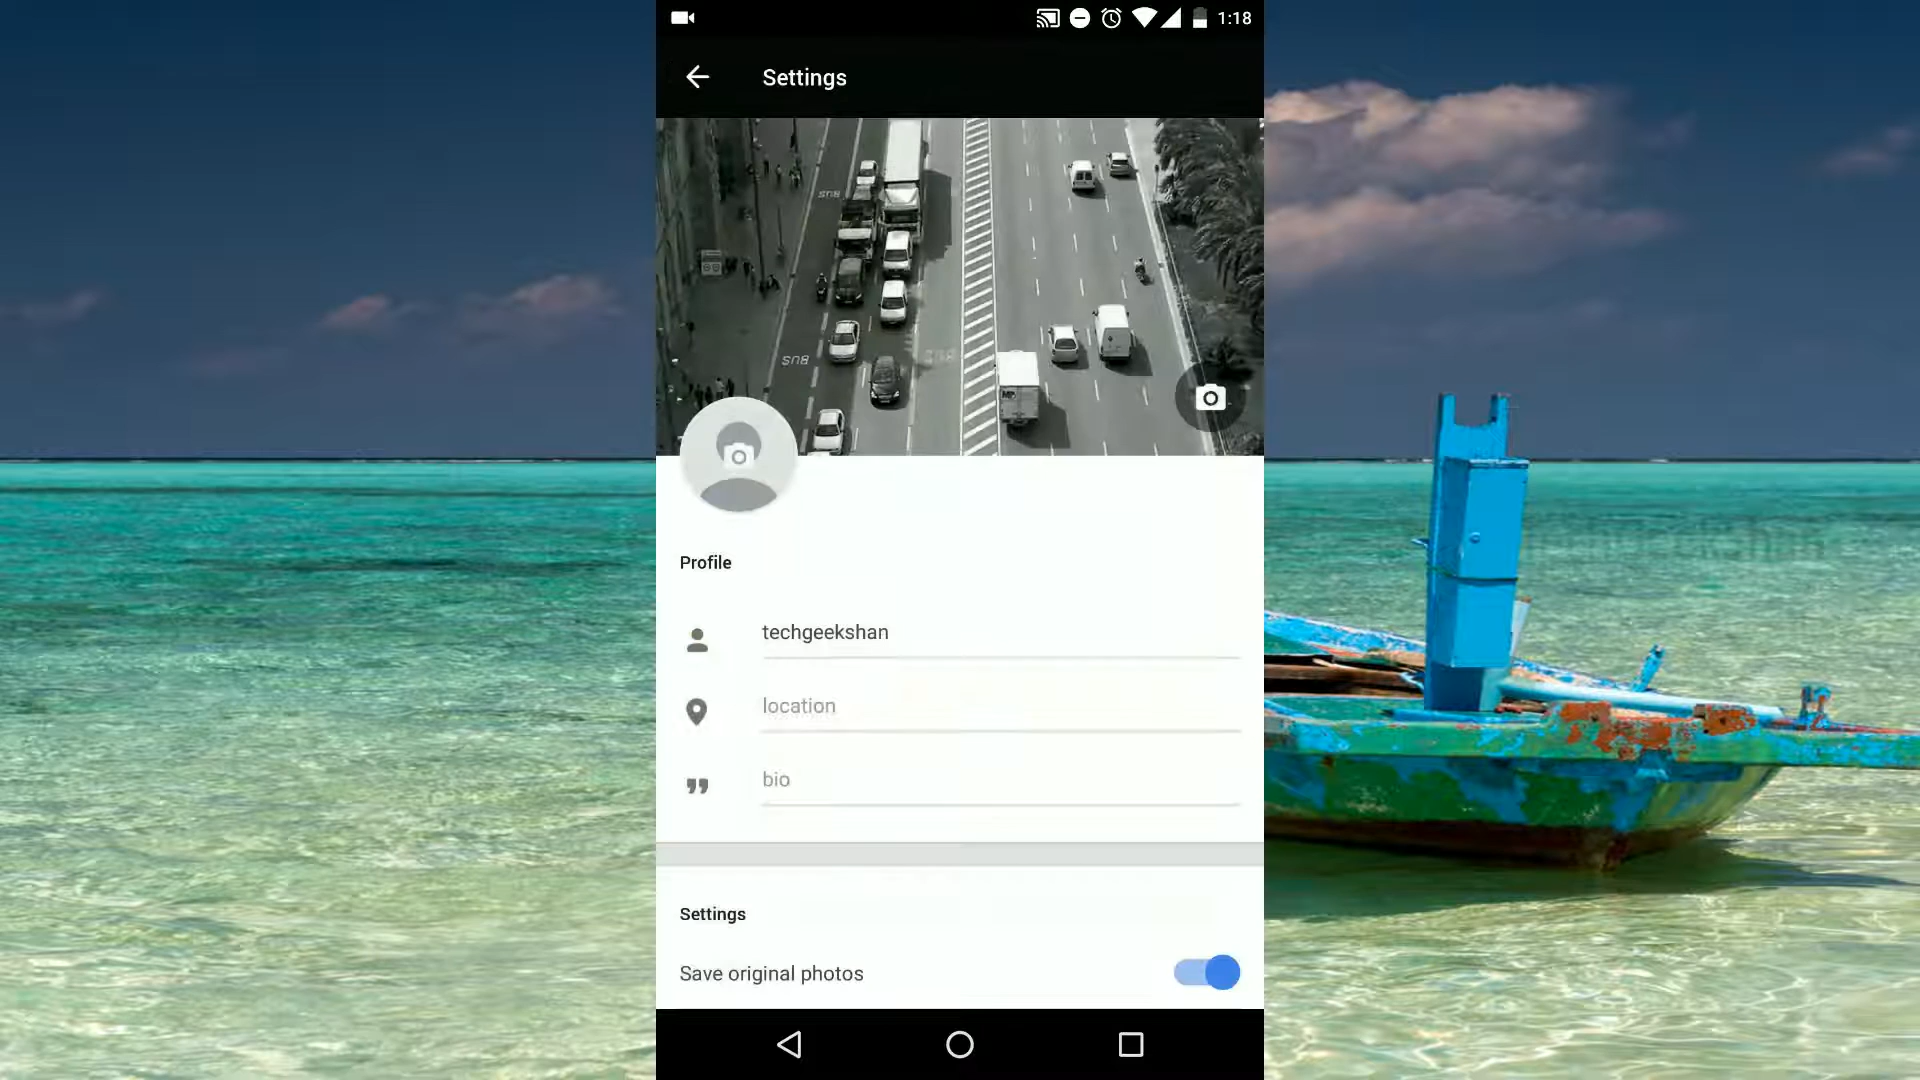 1:18
Settings
BUS
BUS
Profile
techgeekshan
location
bio
Settings
Save original photos